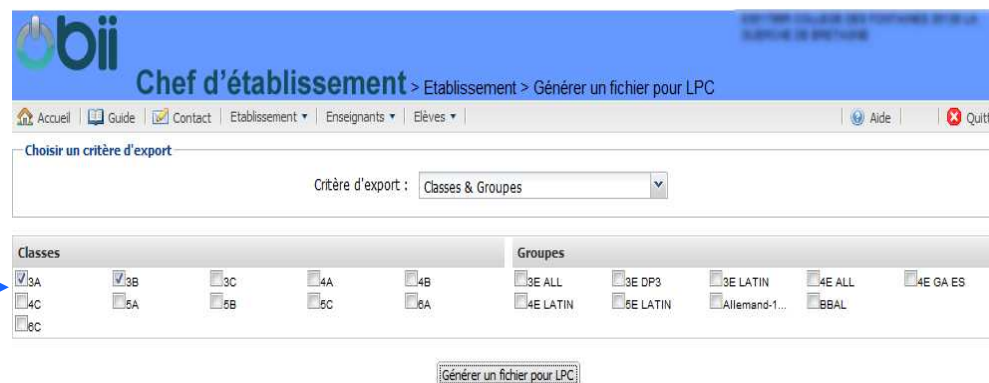 Obii
Chef d'établissement > Etablissement > Générer un fichier pour LPC
Accueil Guide Contact Etablissement Enseignants Elèves Aide Quitt
Choisir un critère d'export
Critère d'export : Classes & Groupes
Classes Groupes
3A 3B 3C 4A 4B 3E ALL 3E DP3 3E LATIN 4E ALL 4E GA ES
4C 5A 5B 5C 6A 4E LATIN 5E LATIN Allemand-1... BBAL
6C
Générer un fichier pour LPC